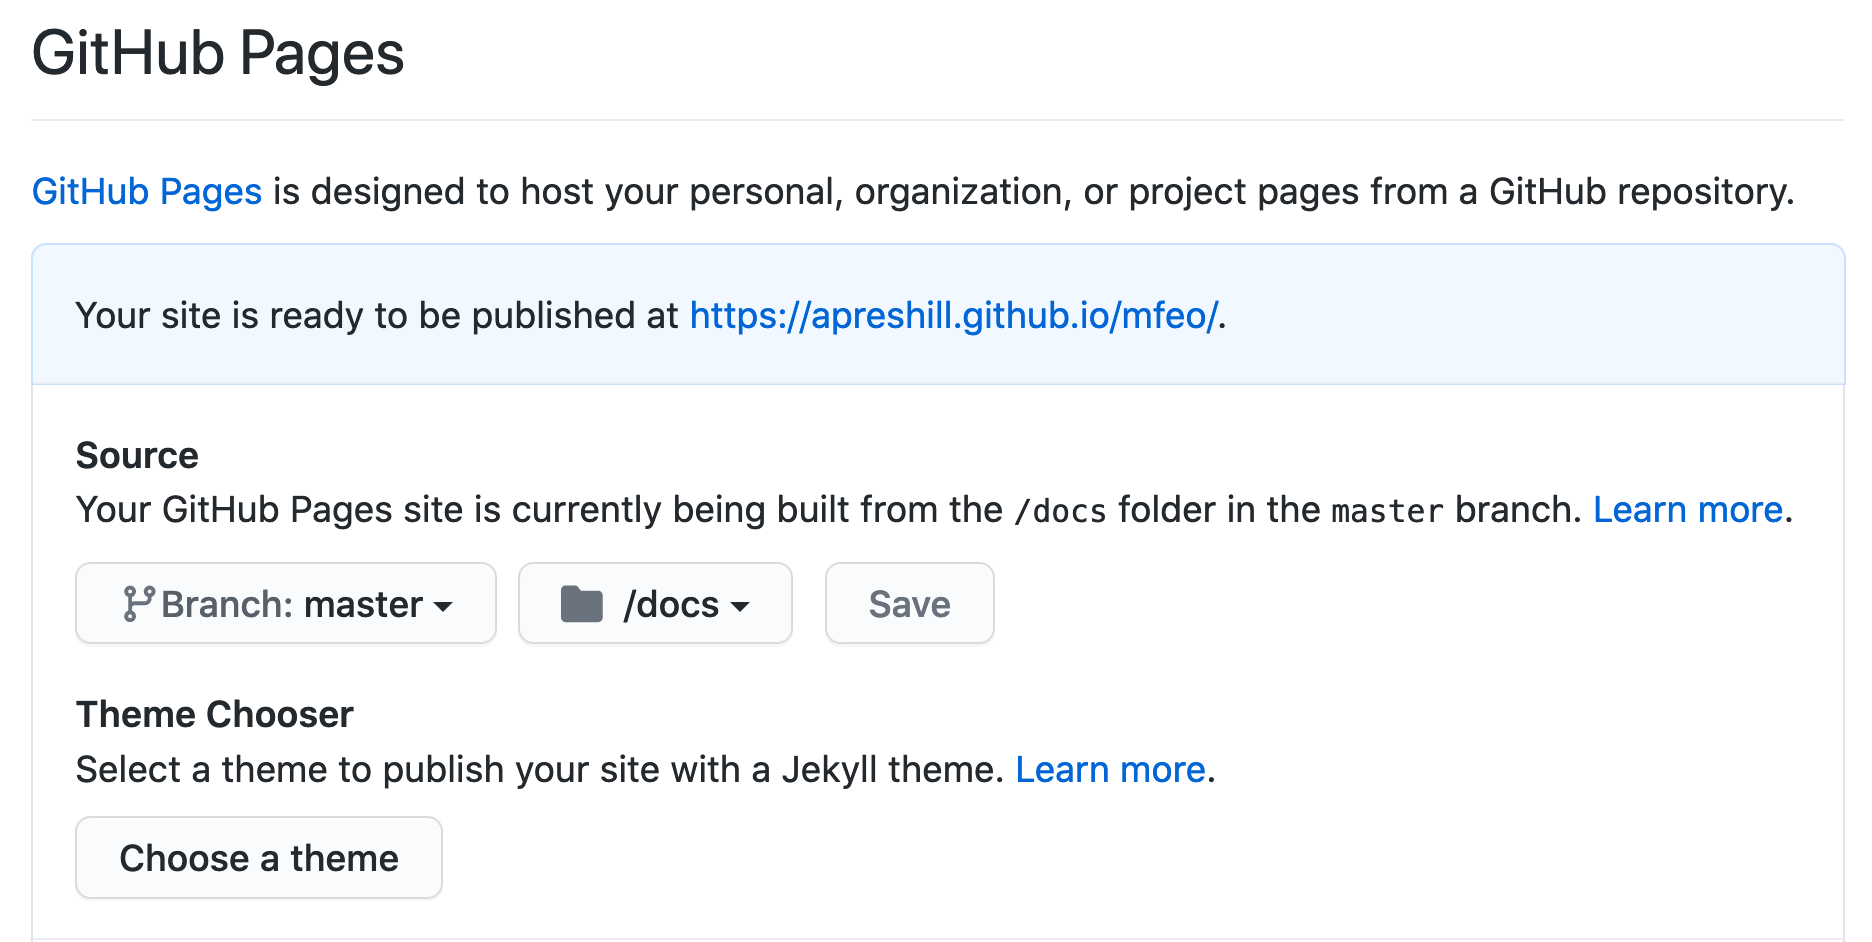 GitHub Pages
GitHub Pages is designed to host your personal, organization, or project pages from a GitHub repository.
Your site is ready to be published at https://apreshill.github.io/mfeo/.
Source
Your GitHub Pages site is currently being built from the /docs folder in the master branch. Learn more.
Branch: master /docs Save
Theme Chooser
Select a theme to publish your site with a Jekyll theme. Learn more.
Choose a theme